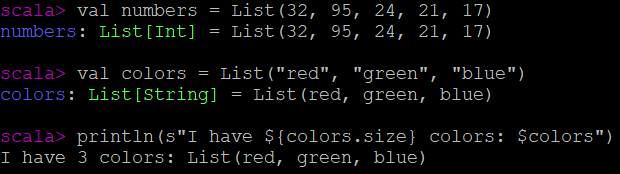 scala> val numbers = List(32, 95, 24, 21, 17)
numbers: List[Int] = List(32, 95, 24, 21, 17)
scala> val colors = List("red", "green", "blue")
colors: List[String] = List(red, green, blue)
scala> println(s"I have ${colors.size} colors: $colors")
I have 3 colors: List(red, green, blue)